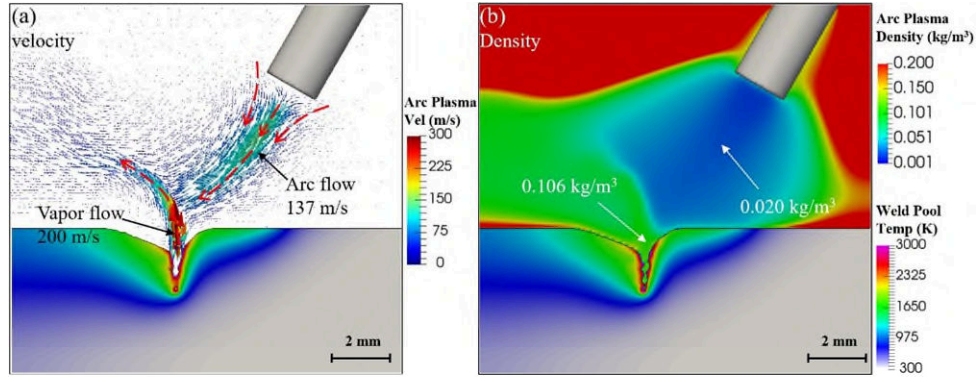 (a)
velocity
Arc flow
137 m/s
Vapor flow
200 m/s
2 mm
Arc Plasma
Vel (m/s)
300
225
150
75
0
(b)
Density
0.106 kg/m³
0.020 kg/m³
2 mm
Arc Plasma
Density (kg/m³)
0.200
0.150
0.101
0.051
0.001
Weld Pool
Temp (K)
3000
2325
1650
975
300